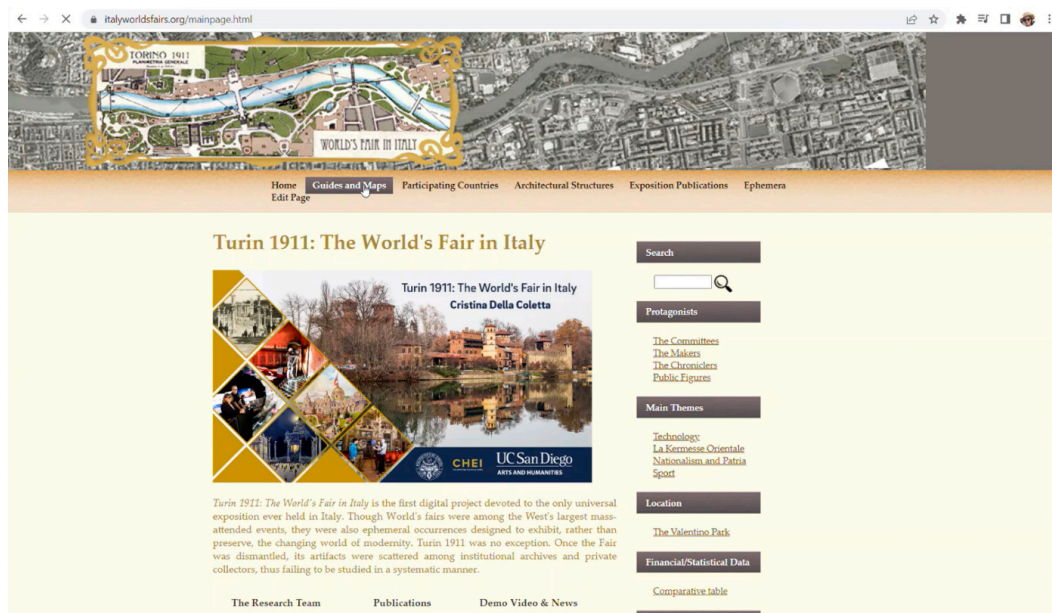 italyworldsfairs.org/mainpage.html
TORINO 1911
PLANIMETRIA GENERALE
WORLD'S FAIR IN ITALY
Home Guides and Maps Participating Countries Architectural Structures Exposition Publications Ephemera
Edit Page
Turin 1911: The World's Fair in Italy
Turin 1911: The World's Fair in Italy
Cristina Della Coletta
CHEI
UC San Diego
ARTS AND HUMANITIES
Turin 1911: The World's Fair in Italy is the first digital project devoted to the only universal
exposition ever held in Italy. Though World's fairs were among the West's largest mass-
attended events, they were also ephemeral occurrences designed to exhibit, rather than
preserve, the changing world of modernity. Turin 1911 was no exception. Once the Fair
was dismantled, its artifacts were scattered among institutional archives and private
collectors, thus failing to be studied in a systematic manner.
The Research Team Publications Demo Video & News
Search
Protagonists
The Committees
The Makers
The Chroniclers
Public Figures
Main Themes
Technology
La Kermesse Orientale
Nationalism and Patria
Sport
Location
The Valentino Park
Financial/Statistical Data
Comparative table